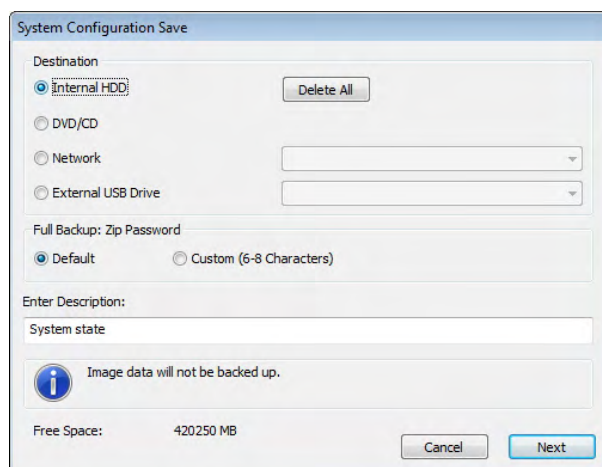 System Configuration Save
Destination
Internal HDD
Delete All
DVD/CD
Network
External USB Drive
Full Backup: Zip Password
Default
Custom (6-8 Characters)
Enter Description:
System state
Image data will not be backed up.
Free Space: 420250 MB
Cancel
Next